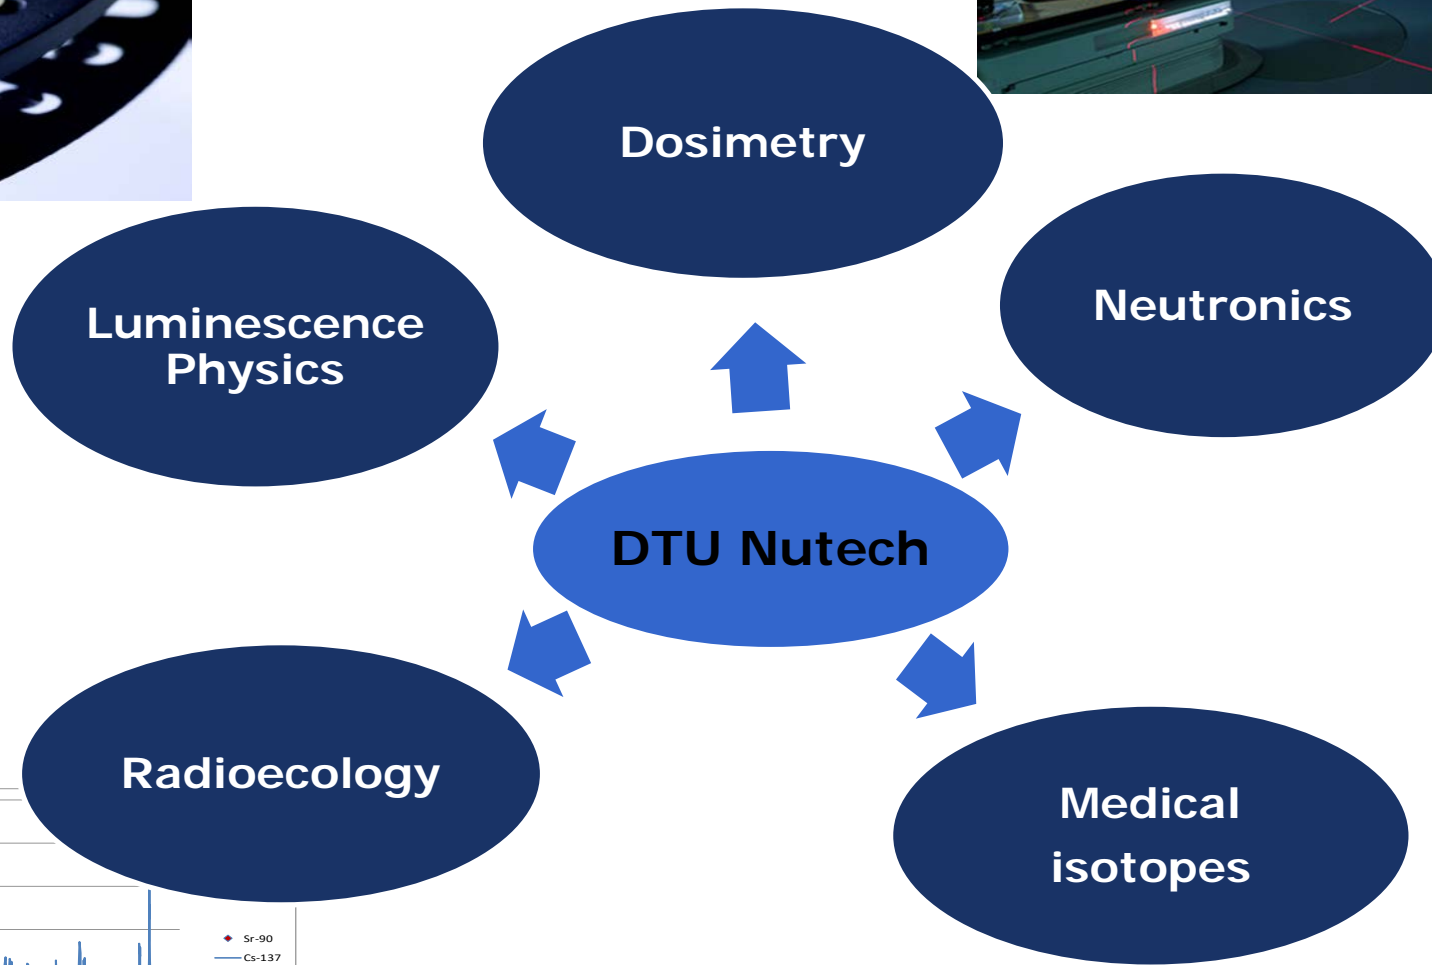 Dosimetry
Neutronics
Luminescence
Physics
DTU Nutech
Radioecology
Medical
isotopes
Sr-90
Cs-137